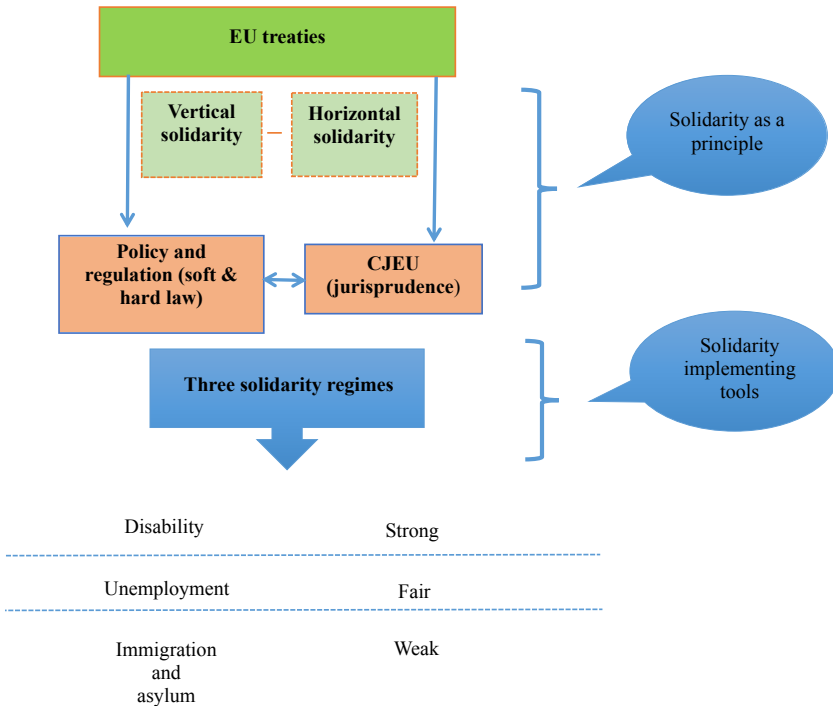 EU treaties
Vertical
solidarity
Horizontal
solidarity
Solidarity as a
principle
Policy and
regulation (soft &
hard law)
CJEU
(jurisprudence)
Three solidarity regimes
Solidarity
implementing
tools
Disability
Strong
Unemployment
Fair
Immigration
and
asylum
Weak